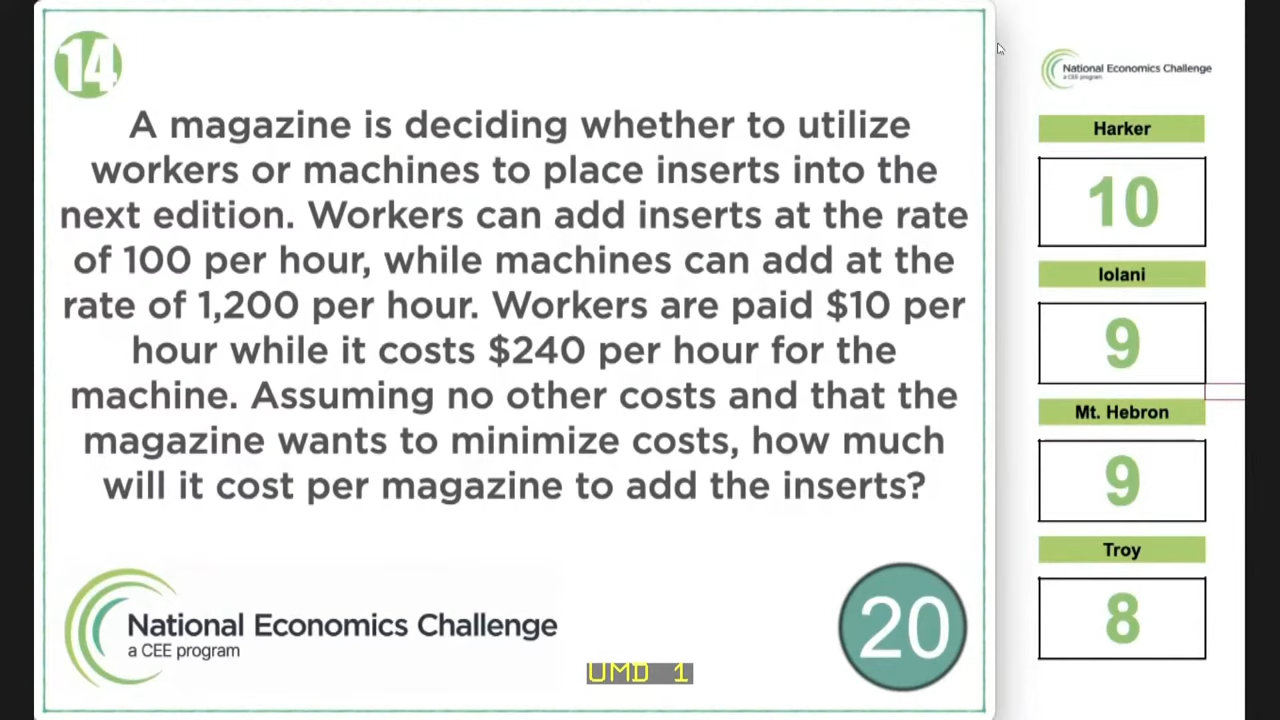 14
A magazine is deciding whether to utilize
workers or machines to place inserts into the
next edition. Workers can add inserts at the rate
of 100 per hour, while machines can add at the
rate of 1,200 per hour. Workers are paid $10 per
hour while it costs $240 per hour for the
machine. Assuming no other costs and that the
magazine wants to minimize costs, how much
will it cost per magazine to add the inserts?
National Economics Challenge
a CEE program
20
UMD 1
National Economics Challenge
a CEE program
Harker
10
Iolani
9
Mt. Hebron
9
Troy
8